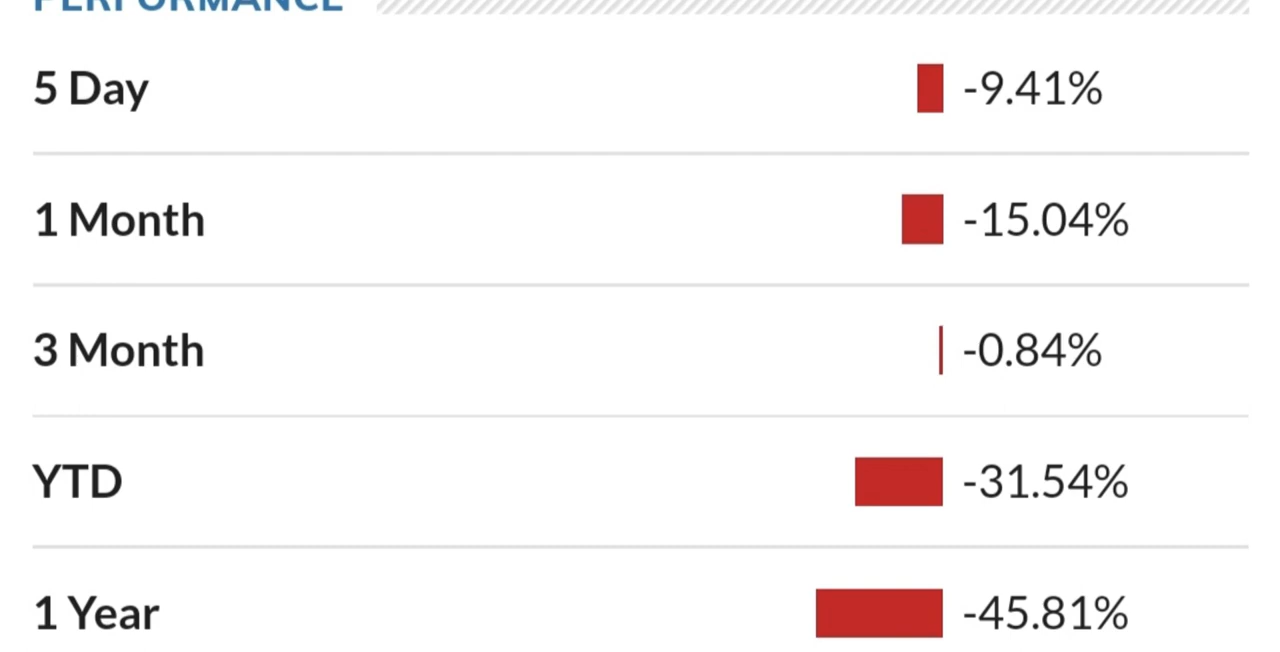 PERFORMANCE
5 Day -9.41%
1 Month -15.04%
3 Month -0.84%
YTD -31.54%
1 Year -45.81%